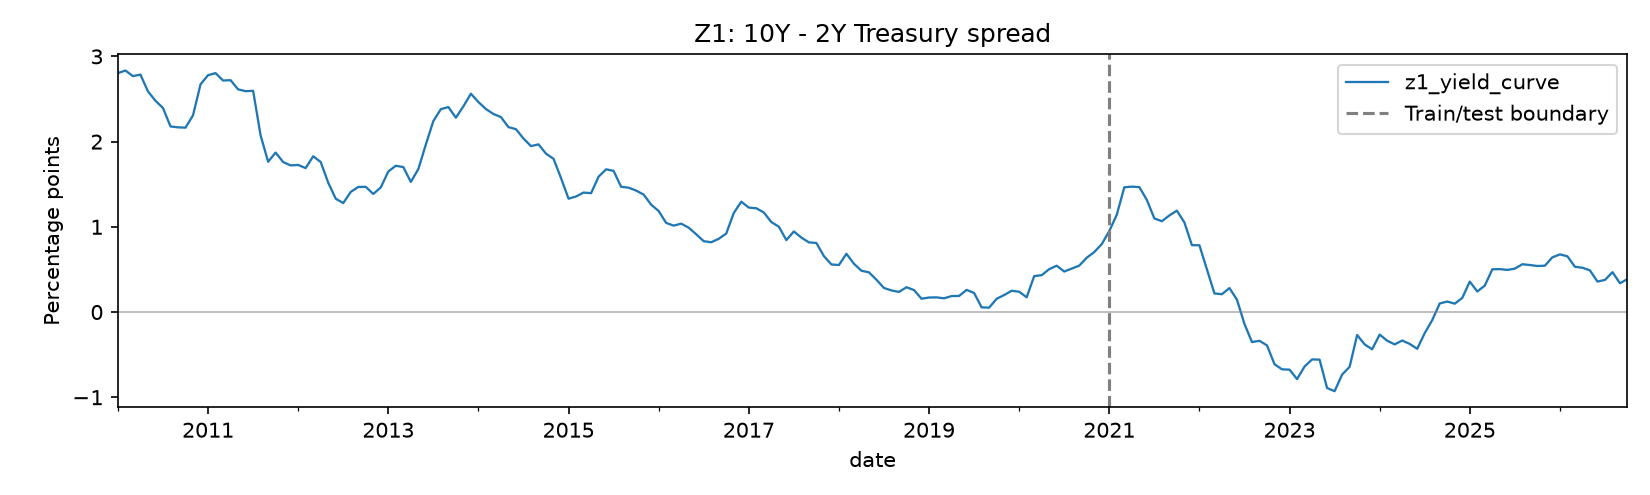 Z1: 10Y - 2Y Treasury spread
z1_yield_curve
Train/test boundary
Percentage points
3
2
1
0
−1
2011 2013 2015 2017 2019 2021 2023 2025
date